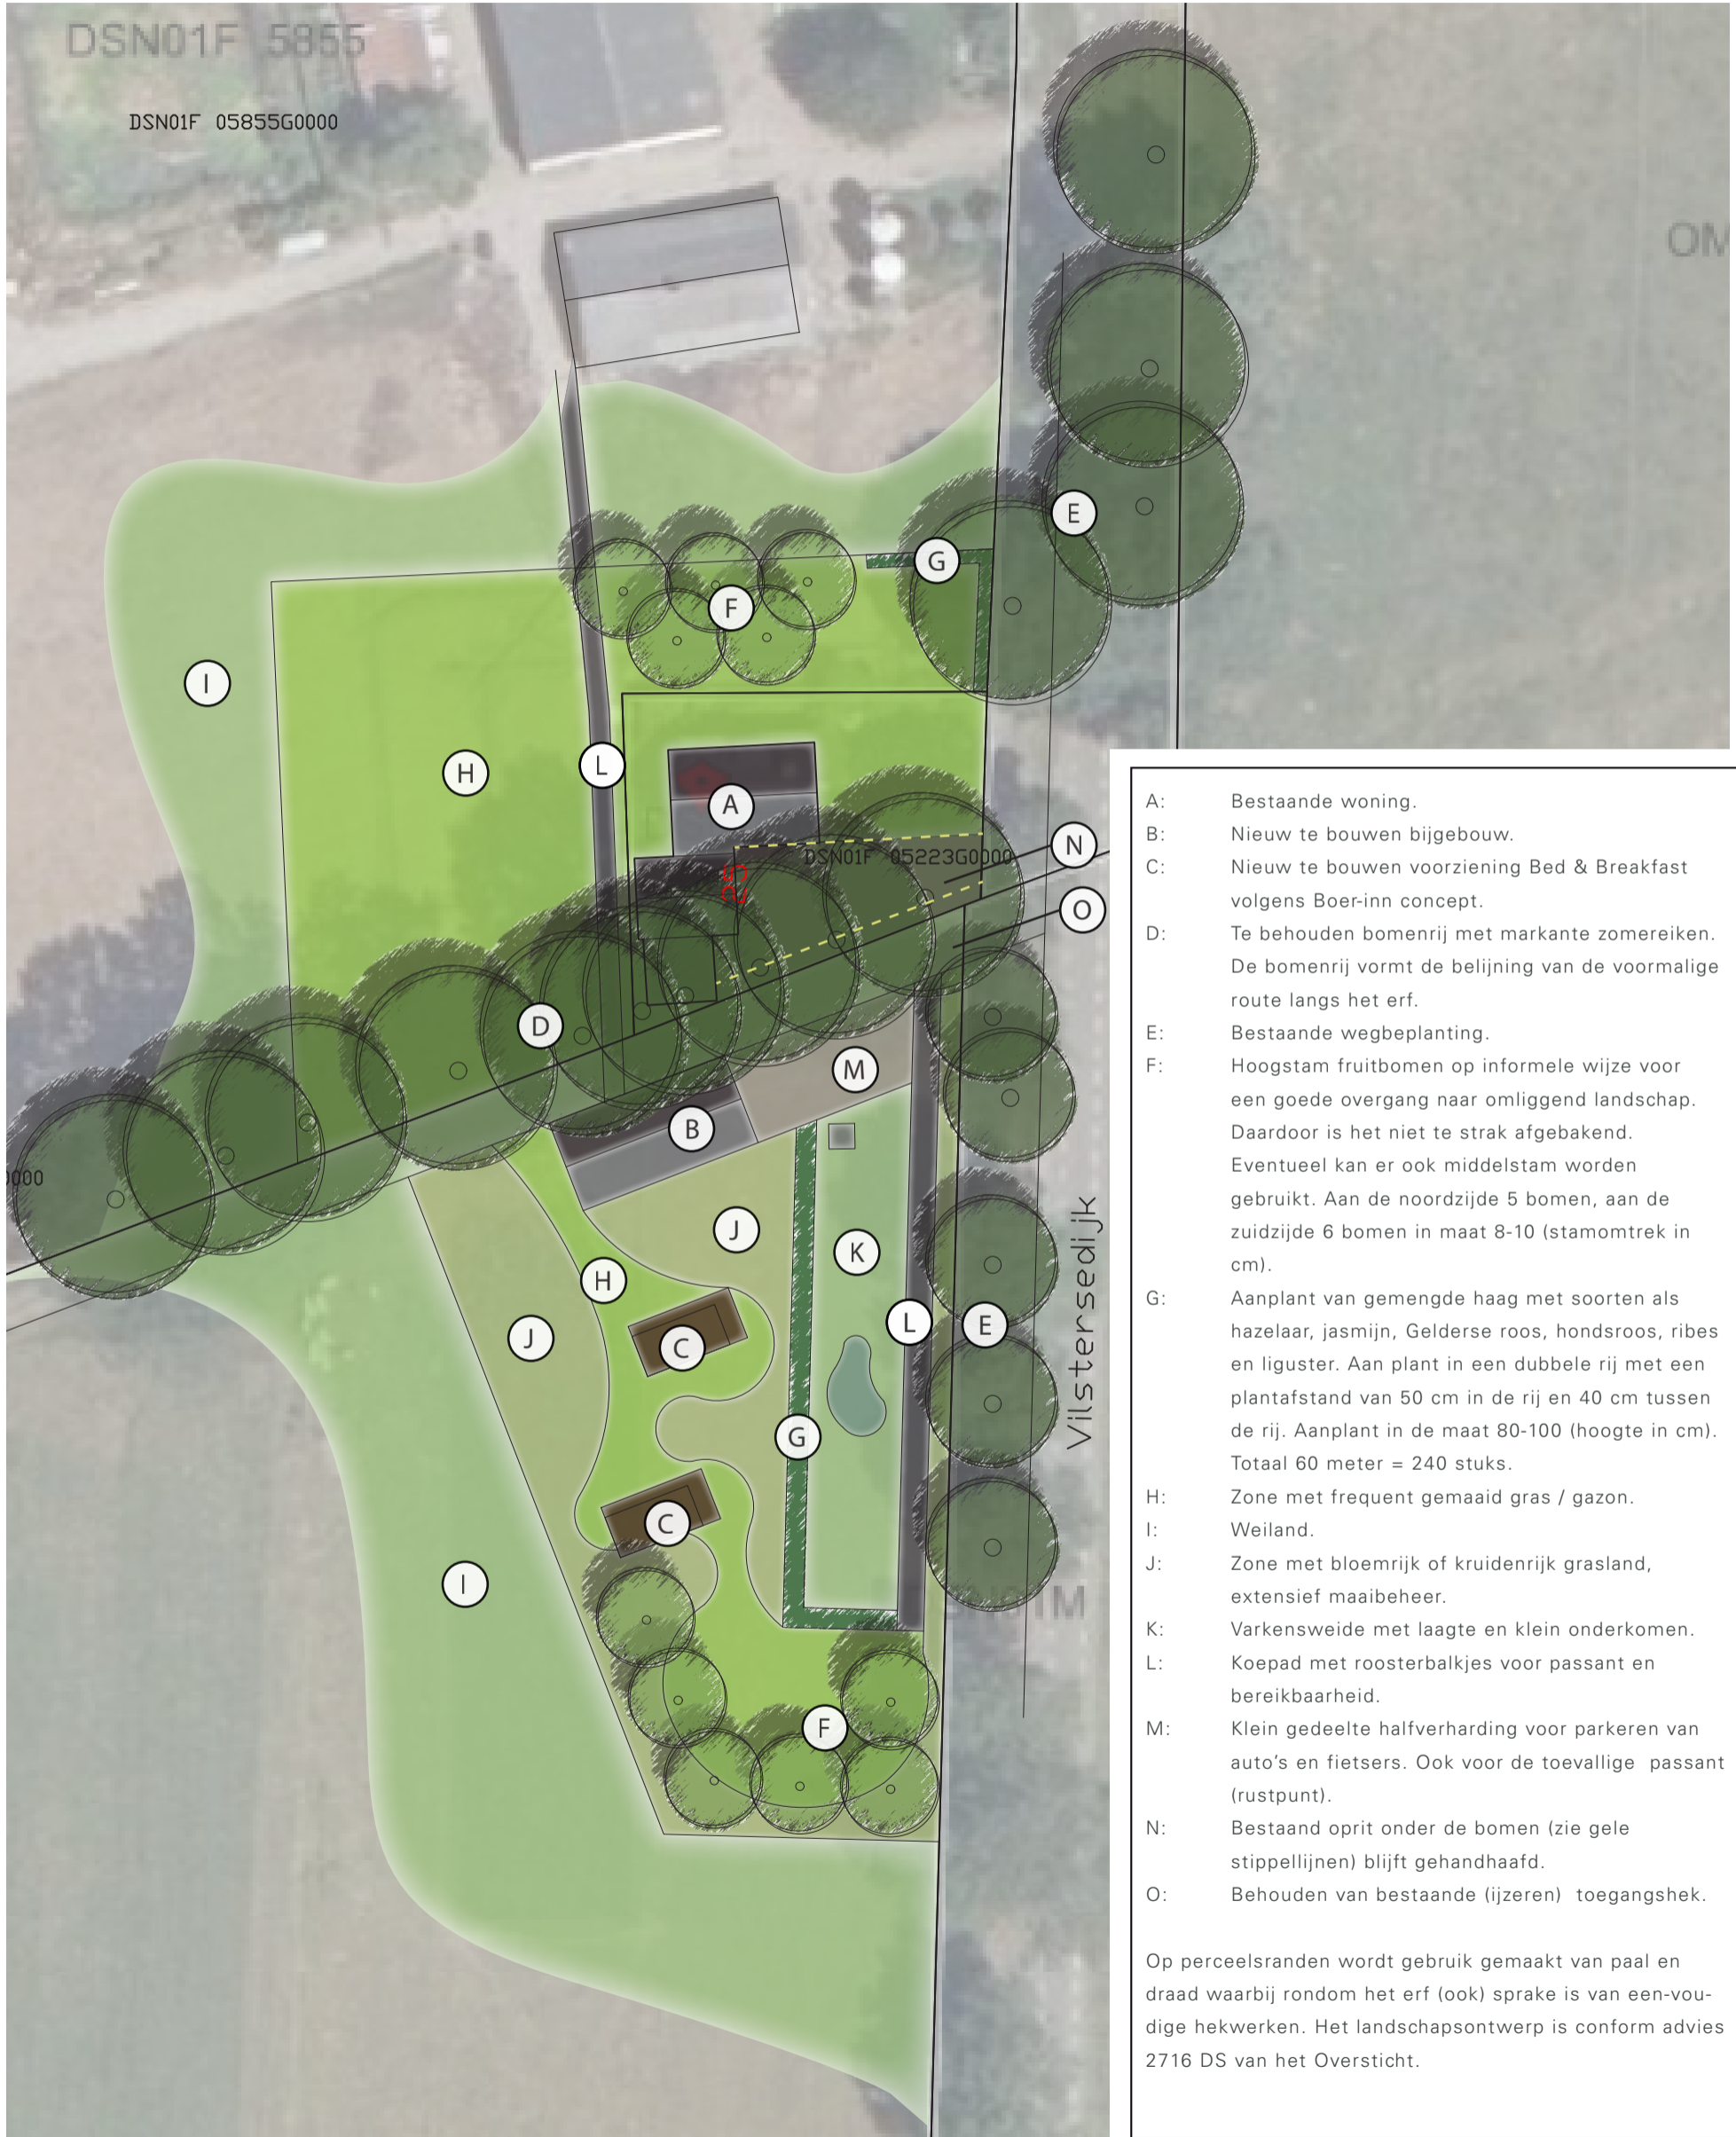 DSN01F 5855
DSN01F 05855G0000
OM
E
G
F
I
L
H
A
DSN01F 05223G0000
25
N
O
D
M
B
0000
J
K
H
J
L
E
C
Vilstersedijk
G
C
I
F
A: Bestaande woning.
B: Nieuw te bouwen bijgebouw.
C: Nieuw te bouwen voorziening Bed & Breakfast
volgens Boer-inn concept.
D: Te behouden bomenrij met markante zomereiken.
De bomenrij vormt de belijning van de voormalige
route langs het erf.
E: Bestaande wegbeplanting.
F: Hoogstam fruitbomen op informele wijze voor
een goede overgang naar omliggend landschap.
Daardoor is het niet te strak afgebakend.
Eventueel kan er ook middelstam worden
gebruikt. Aan de noordzijde 5 bomen, aan de
zuidzijde 6 bomen in maat 8-10 (stamomtrek in
cm).
G: Aanplant van gemengde haag met soorten als
hazelaar, jasmijn, Gelderse roos, hondsroos, ribes
en liguster. Aan plant in een dubbele rij met een
plantafstand van 50 cm in de rij en 40 cm tussen
de rij. Aanplant in de maat 80-100 (hoogte in cm).
Totaal 60 meter = 240 stuks.
H: Zone met frequent gemaaid gras / gazon.
I: Weiland.
J: Zone met bloemrijk of kruidenrijk grasland,
extensief maaibeheer.
K: Varkensweide met laagte en klein onderkomen.
L: Koepad met roosterbalkjes voor passant en
bereikbaarheid.
M: Klein gedeelte halfverharding voor parkeren van
auto's en fietsers. Ook voor de toevallige passant
(rustpunt).
N: Bestaand oprit onder de bomen (zie gele
stippellijnen) blijft gehandhaafd.
O: Behouden van bestaande (ijzeren) toegangshek.
Op perceelsranden wordt gebruik gemaakt van paal en
draad waarbij rondom het erf (ook) sprake is van een-vou-
dige hekwerken. Het landschapsontwerp is conform advies
2716 DS van het Oversticht.